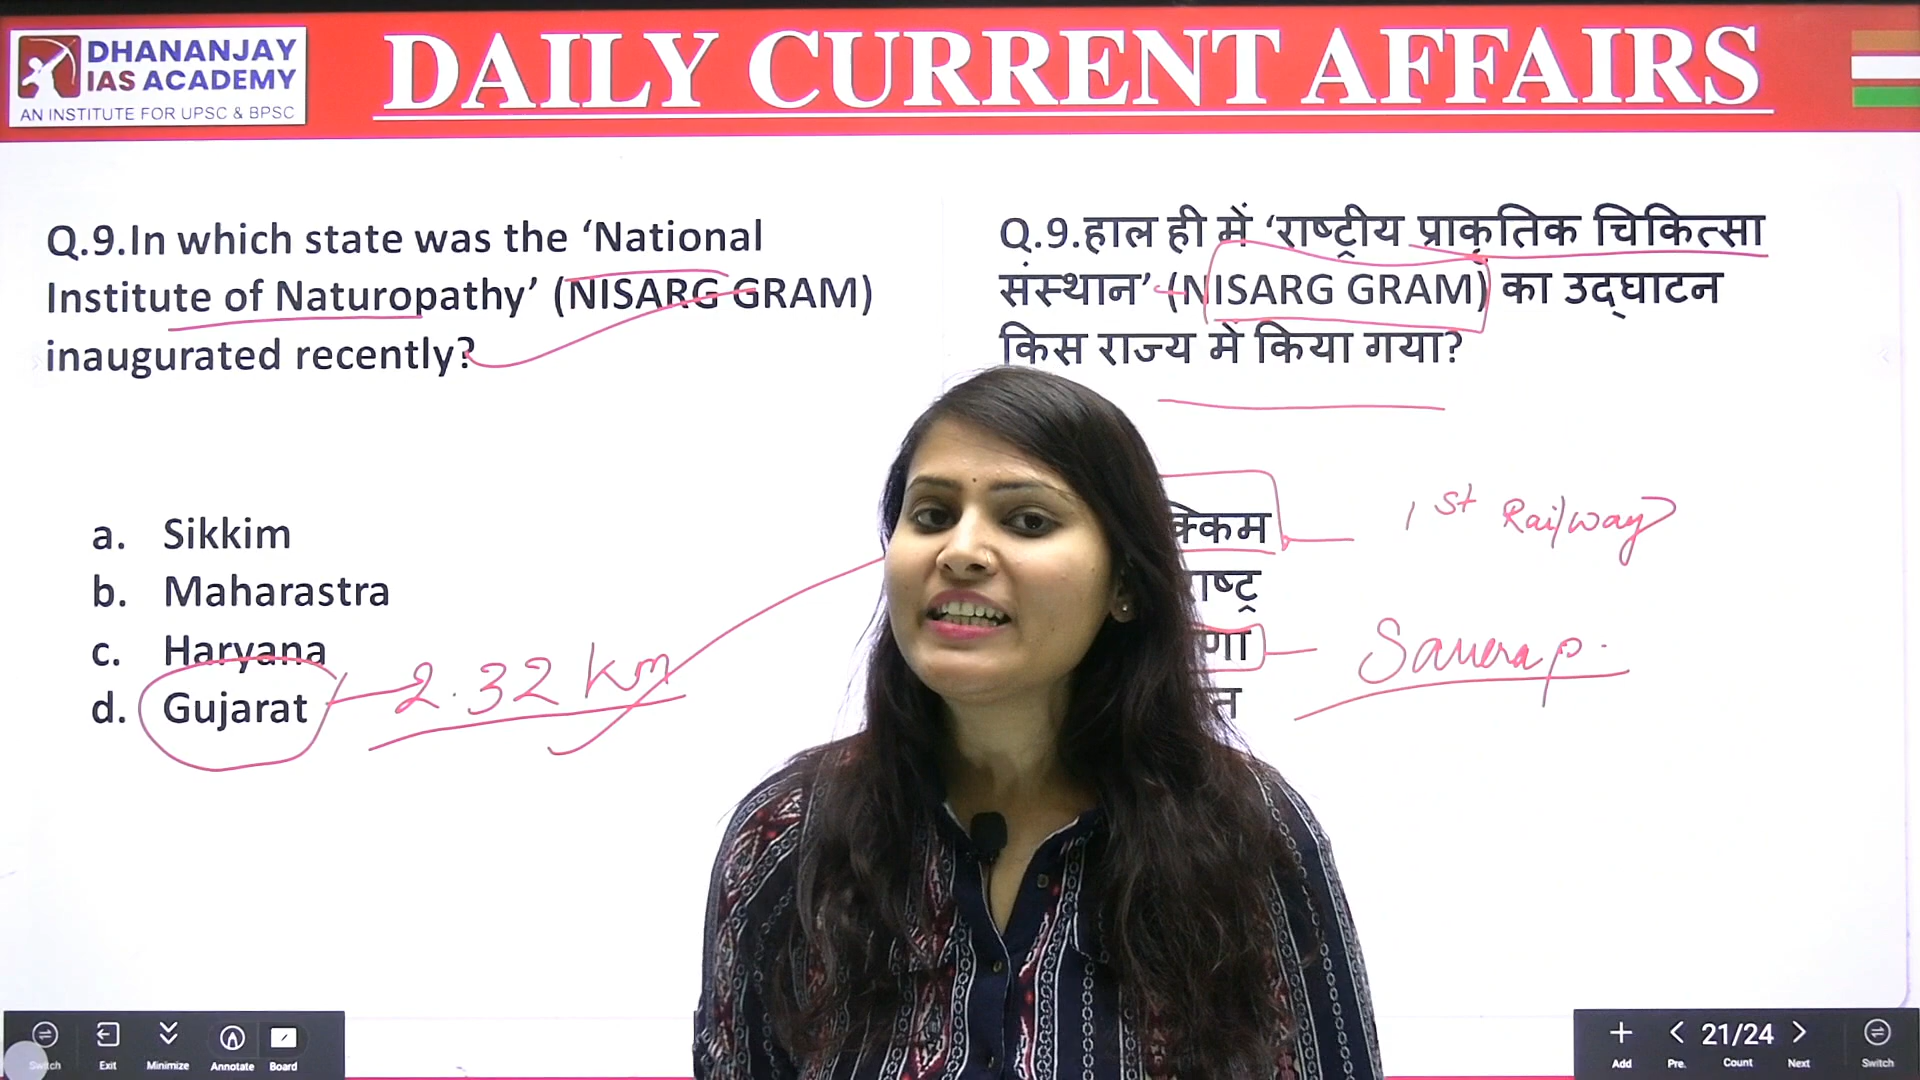 DHANANJAY
IAS ACADEMY
AN INSTITUTE FOR UPSC & BPSC
DAILY CURRENT AFFAIRS
Q.9.In which state was the ‘National
Institute of Naturopathy’ (NISARG GRAM)
inaugurated recently?
a. Sikkim
b. Maharastra
c. Haryana
d. Gujarat
2.32 km
Q.9.हाल ही में ‘राष्ट्रीय प्राकृतिक चिकित्सा
संस्थान’ (NISARG GRAM) का उद्घाटन
किस राज्य में किया गया?
क्किम
1st Railway
ाष्ट्र
णा
Switch
Exit
Minimize
Annotate
Board
Add
Pre.
21/24
Count
Next
Switch